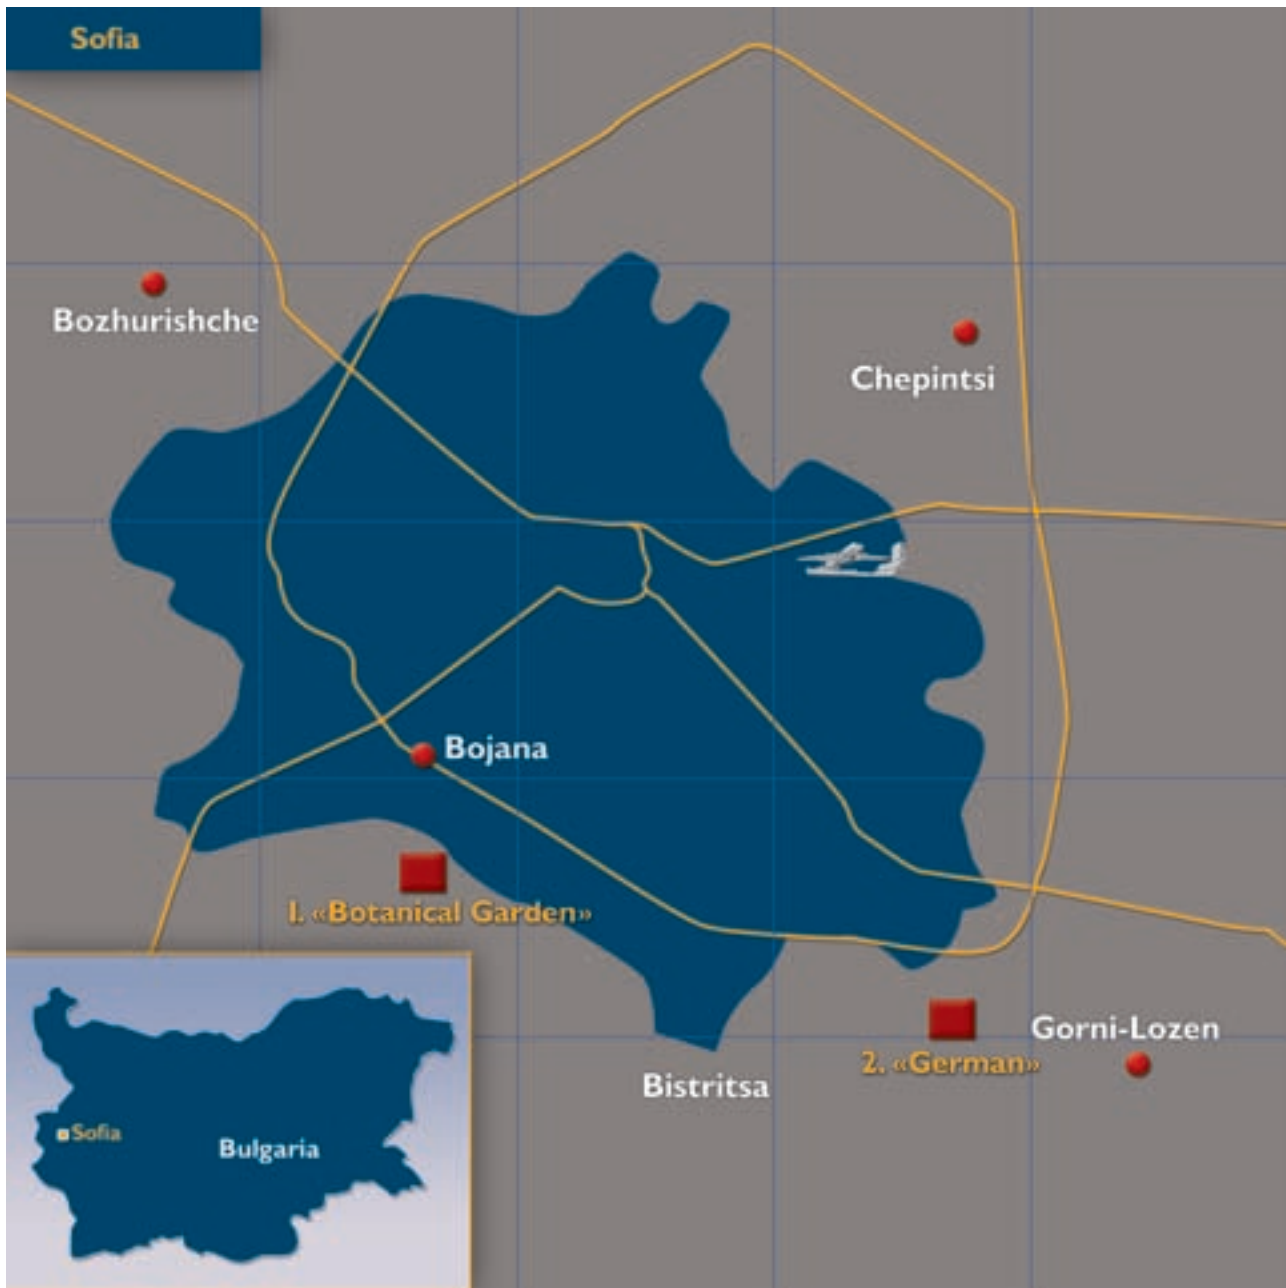 Sofia
Bozhurishche
Chepintsi
Bojana
1. «Botanical Garden»
Gorni-Lozen
2. «German»
Bistritsa
Sofia
Bulgaria